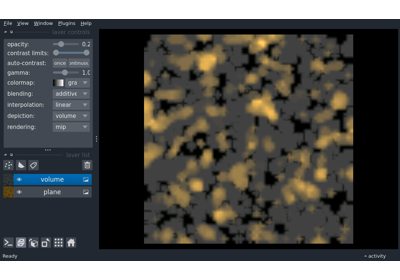 File View Window Plugins Help
layer controls
opacity: 0.2
contrast limits:
auto-contrast: once
gamma: 1.0
colormap: gra
blending: additive
interpolation: linear
depiction: volume
rendering: mip
layer list
volume
plane
Ready
activity